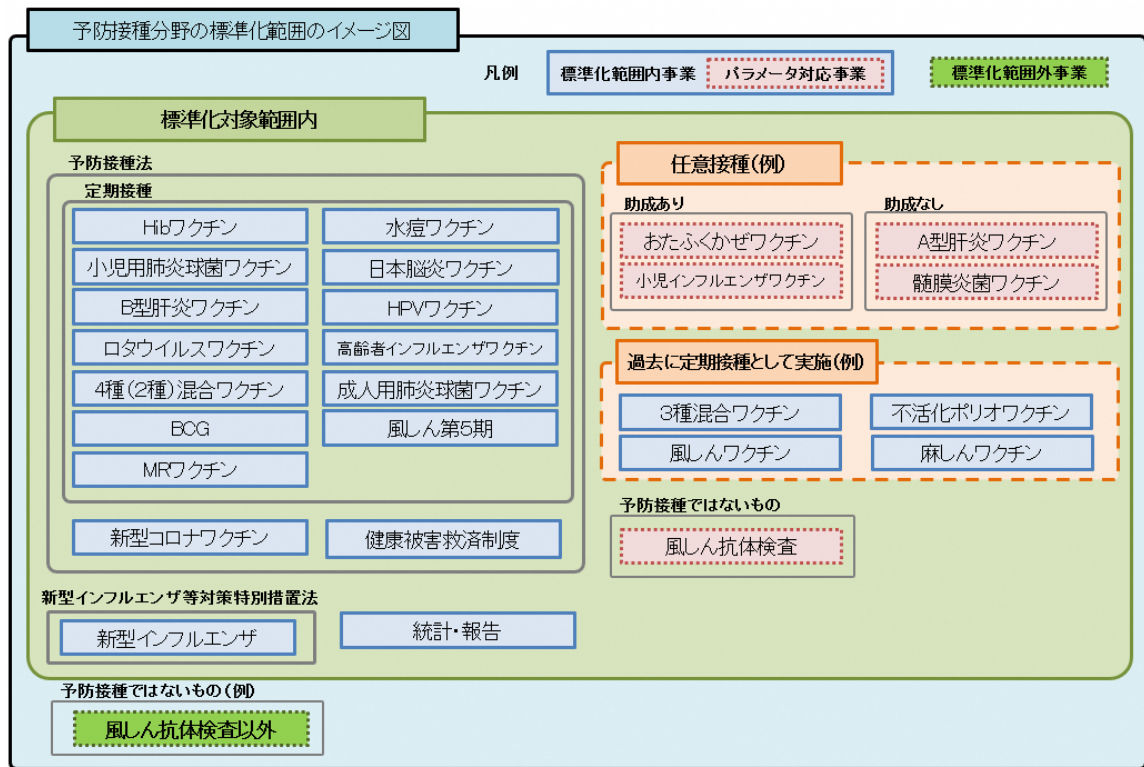 予防接種分野の標準化範囲のイメージ図
凡例
標準化範囲内事業
パラメータ対応事業
標準化範囲外事業
標準化対象範囲内
予防接種法
定期接種
Hibワクチン
水痘ワクチン
小児用肺炎球菌ワクチン
日本脳炎ワクチン
B型肝炎ワクチン
HPVワクチン
ロタウイルスワクチン
高齢者インフルエンザワクチン
4種(2種)混合ワクチン
成人用肺炎球菌ワクチン
BCG
風しん第5期
MRワクチン
新型コロナワクチン
健康被害救済制度
新型インフルエンザ等対策特別措置法
新型インフルエンザ
統計・報告
任意接種(例)
助成あり
おたふくかぜワクチン
小児インフルエンザワクチン
助成なし
A型肝炎ワクチン
髄膜炎菌ワクチン
過去に定期接種として実施(例)
3種混合ワクチン
不活化ポリオワクチン
風しんワクチン
麻しんワクチン
予防接種ではないもの
風しん抗体検査
予防接種ではないもの(例)
風しん抗体検査以外